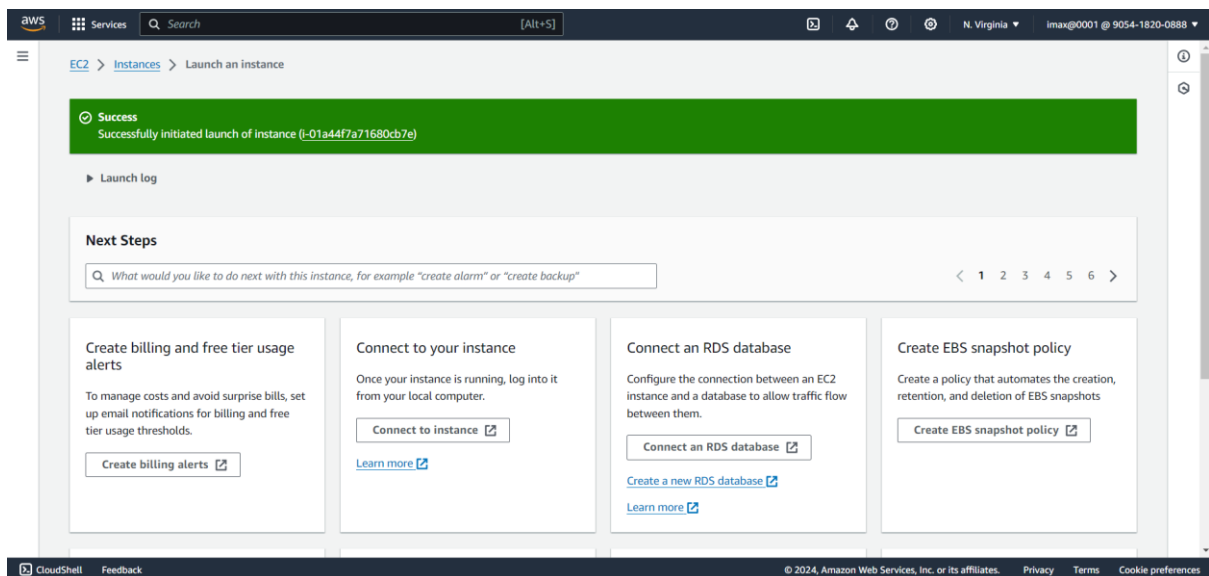 aws
Services
Search
[Alt+S]
N. Virginia
imax@0001 @ 9054-1820-0888
EC2 > Instances > Launch an instance
Success
Successfully initiated launch of instance (i-01a44f7a71680cb7e)
Launch log
Next Steps
What would you like to do next with this instance, for example "create alarm" or "create backup"
< 1 2 3 4 5 6 >
Create billing and free tier usage
alerts
To manage costs and avoid surprise bills, set
up email notifications for billing and free
tier usage thresholds.
Create billing alerts
Connect to your instance
Once your instance is running, log into it
from your local computer.
Connect to instance
Learn more
Connect an RDS database
Configure the connection between an EC2
instance and a database to allow traffic flow
between them.
Connect an RDS database
Create a new RDS database
Learn more
Create EBS snapshot policy
Create a policy that automates the creation,
retention, and deletion of EBS snapshots
Create EBS snapshot policy
CloudShell
Feedback
© 2024, Amazon Web Services, Inc. or its affiliates.
Privacy
Terms
Cookie preferences